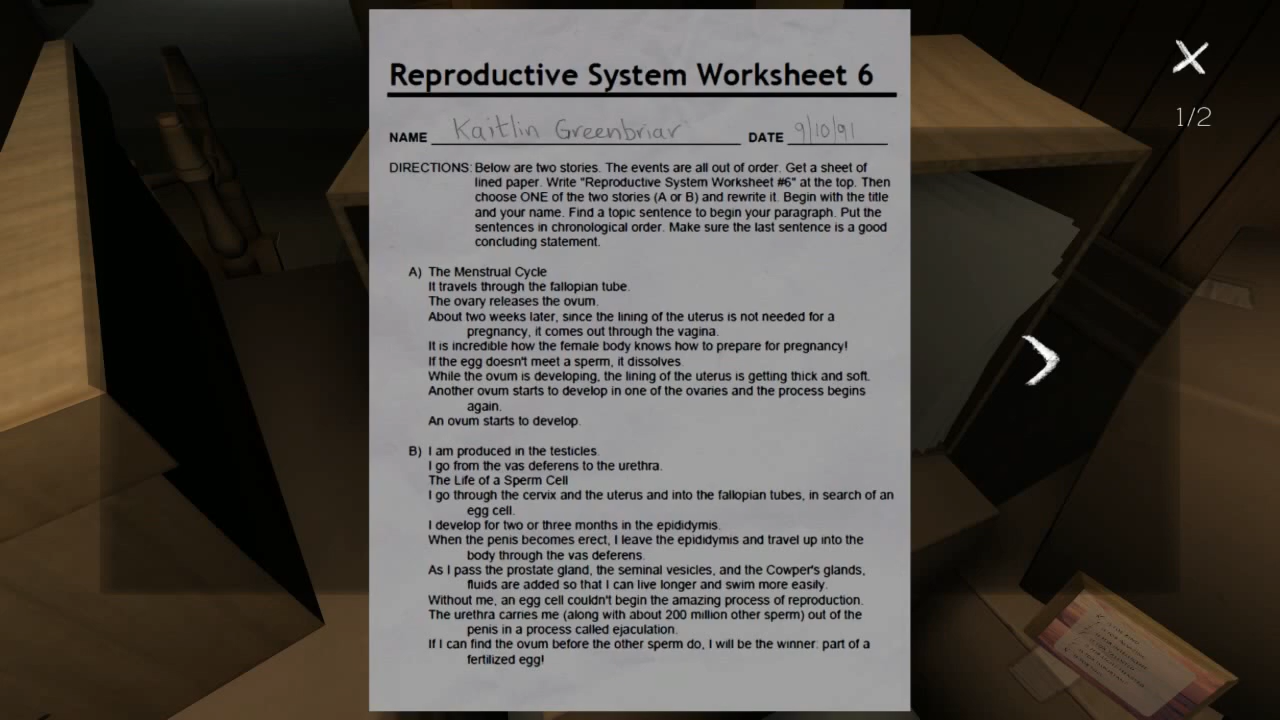 Reproductive System Worksheet 6
NAME Kaitlin Greenbriar DATE 9/10/91
DIRECTIONS: Below are two stories. The events are all out of order. Get a sheet of
lined paper. Write "Reproductive System Worksheet #6" at the top. Then
choose ONE of the two stories (A or B) and rewrite it. Begin with the title
and your name. Find a topic sentence to begin your paragraph. Put the
sentences in chronological order. Make sure the last sentence is a good
concluding statement.
A) The Menstrual Cycle
It travels through the fallopian tube.
The ovary releases the ovum.
About two weeks later, since the lining of the uterus is not needed for a
pregnancy, it comes out through the vagina.
It is incredible how the female body knows how to prepare for pregnancy!
If the egg doesn't meet a sperm, it dissolves.
While the ovum is developing, the lining of the uterus is getting thick and soft.
Another ovum starts to develop in one of the ovaries and the process begins
again.
An ovum starts to develop.
B) I am produced in the testicles.
I go from the vas deferens to the urethra.
The Life of a Sperm Cell
I go through the cervix and the uterus and into the fallopian tubes, in search of an
egg cell.
I develop for two or three months in the epididymis.
When the penis becomes erect, I leave the epididymis and travel up into the
body through the vas deferens.
As I pass the prostate gland, the seminal vesicles, and the Cowper's glands,
fluids are added so that I can live longer and swim more easily.
Without me, an egg cell couldn't begin the amazing process of reproduction.
The urethra carries me (along with about 200 million other sperm) out of the
penis in a process called ejaculation.
If I can find the ovum before the other sperm do, I will be the winner: part of a
fertilized egg!
1/2